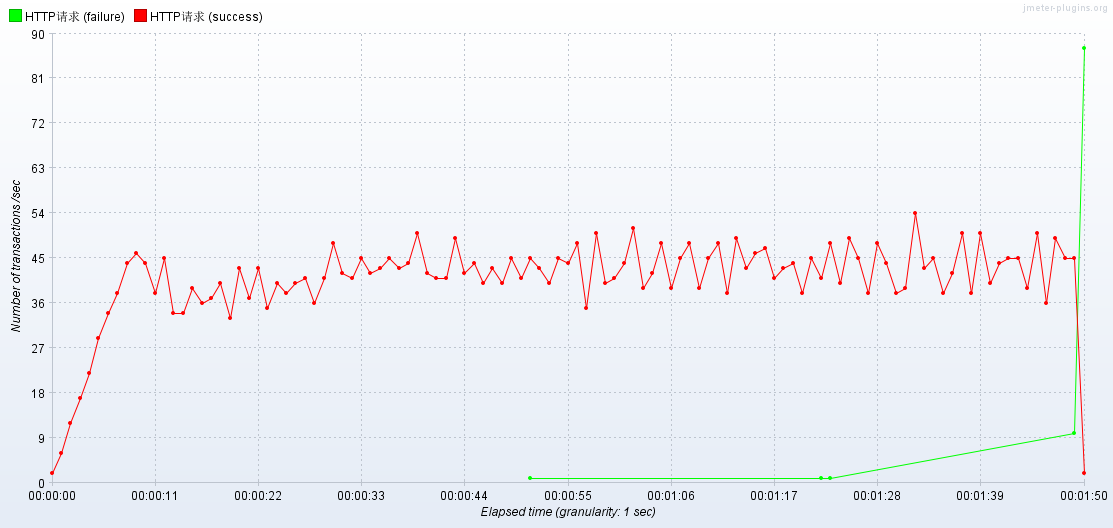 HTTP请求 (failure) HTTP请求 (success)
jmeter-plugins.org
90
81
72
63
54
45
36
27
18
9
0
Number of transactions /sec
00:00:00 00:00:11 00:00:22 00:00:33 00:00:44 00:00:55 00:01:06 00:01:17 00:01:28 00:01:39 00:01:50
Elapsed time (granularity: 1 sec)